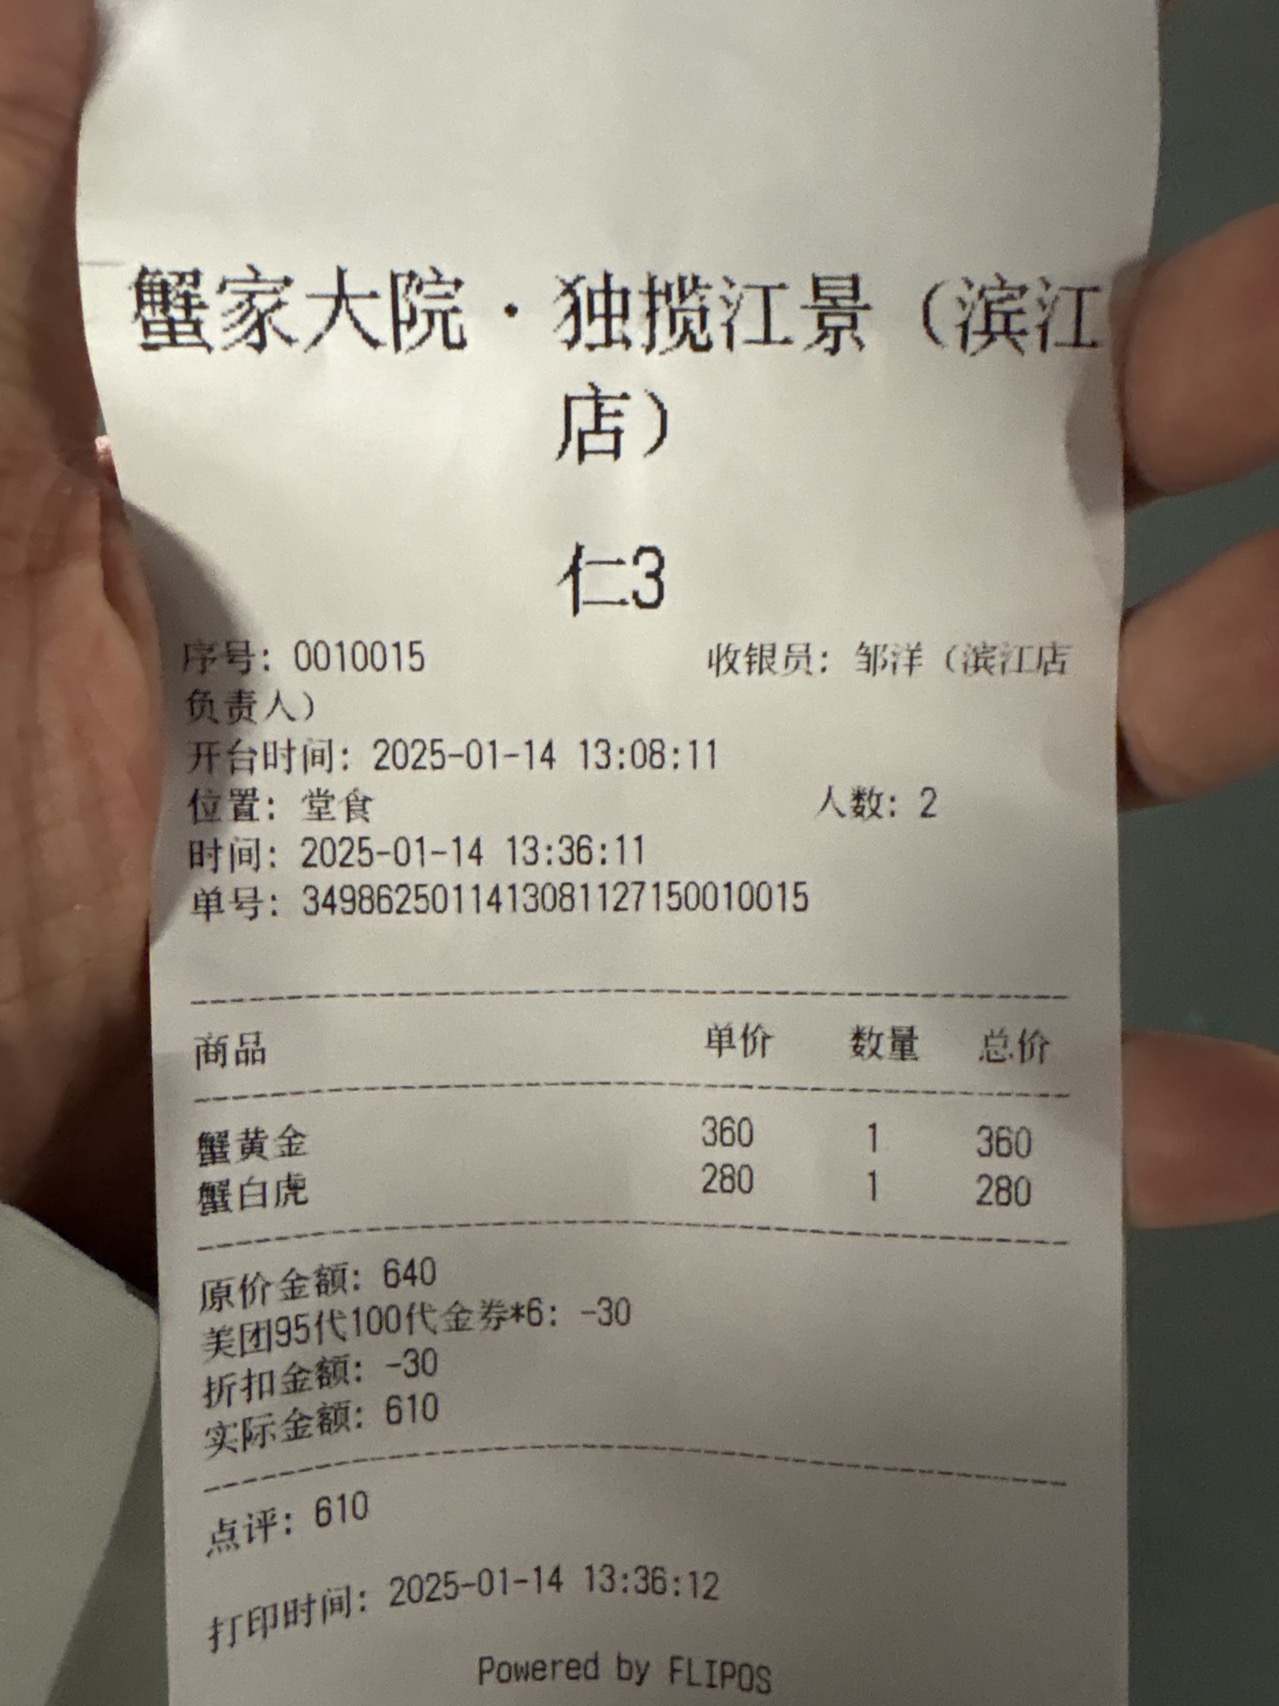 蟹家大院·独揽江景（滨江
店）
仁3
序号：0010015 收银员：邹洋（滨江店
负责人）
开台时间：2025-01-14 13:08:11
位置：堂食 人数：2
时间：2025-01-14 13:36:11
单号：3498625011413081127150010015
商品 单价 数量 总价
蟹黄金 360 1 360
蟹白虎 280 1 280
原价金额：640
美团95代100代金券*6：-30
折扣金额：-30
实际金额：610
点评：610
打印时间：2025-01-14 13:36:12
Powered by FLIPOS